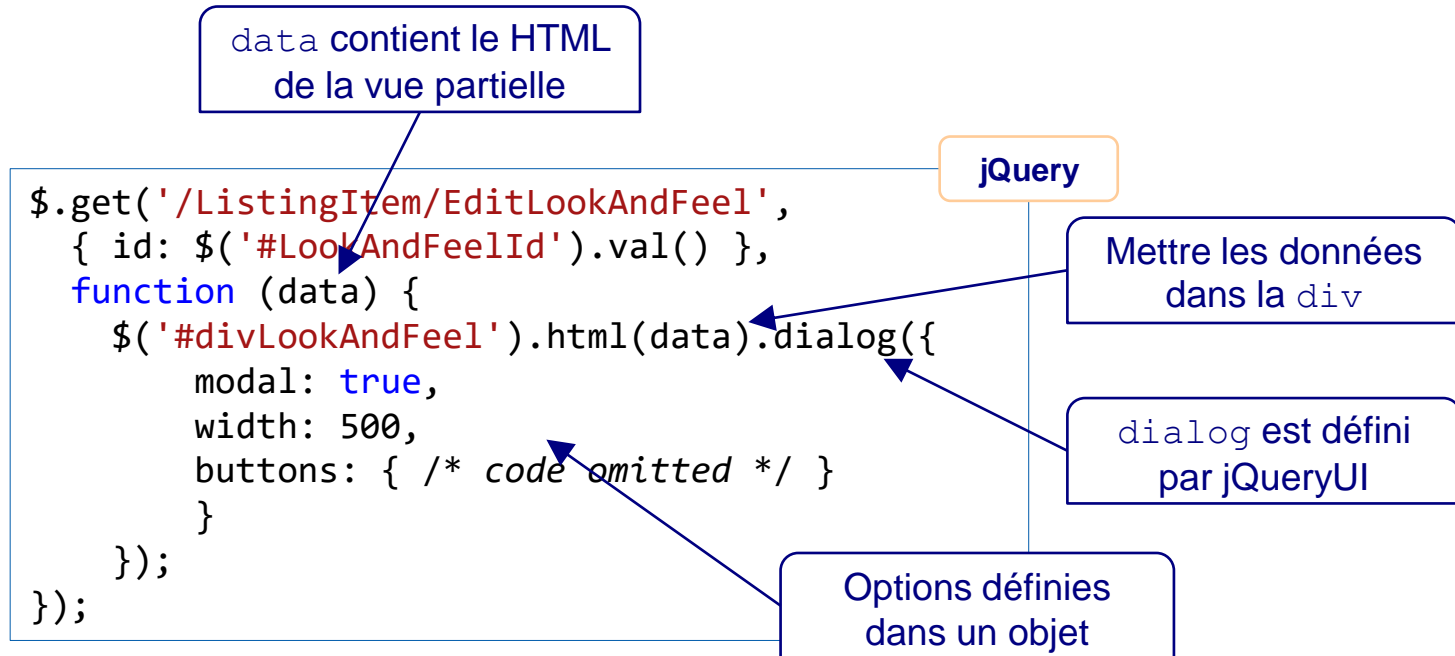 data contient le HTML
de la vue partielle
jQuery
$.get('/ListingItem/EditLookAndFeel',
{ id: $('#LookAndFeelId').val() },
function (data) {
$('#divLookAndFeel').html(data).dialog({
modal: true,
width: 500,
buttons: { /* code omitted */ }
}
});
});
Mettre les données
dans la div
dialog est défini
par jQueryUI
Options définies
dans un objet